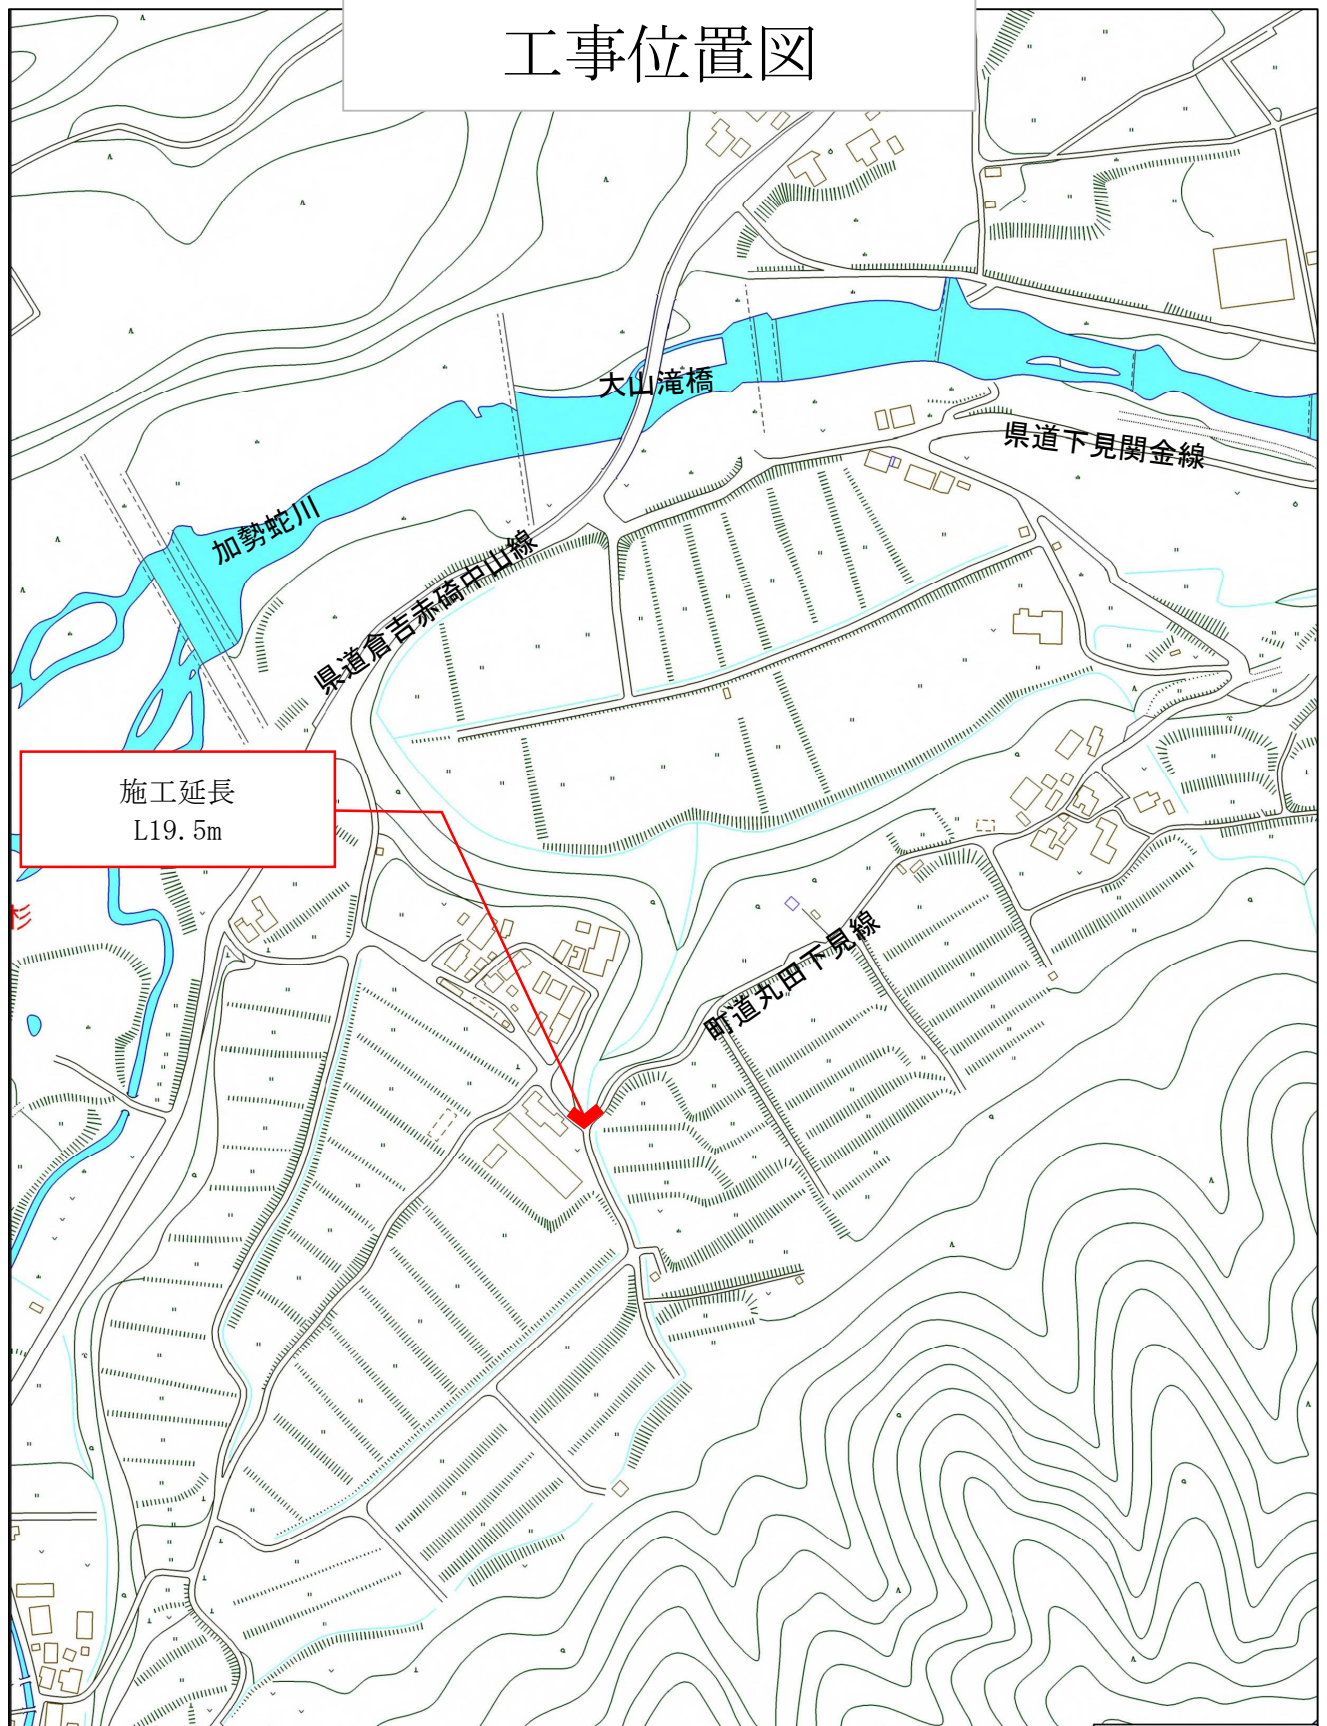 工事位置図
大山滝橋
県道下見関金線
加勢蛇川
県道倉吉赤碕中山線
施工延長
L19.5m
杉
町道丸田下見線